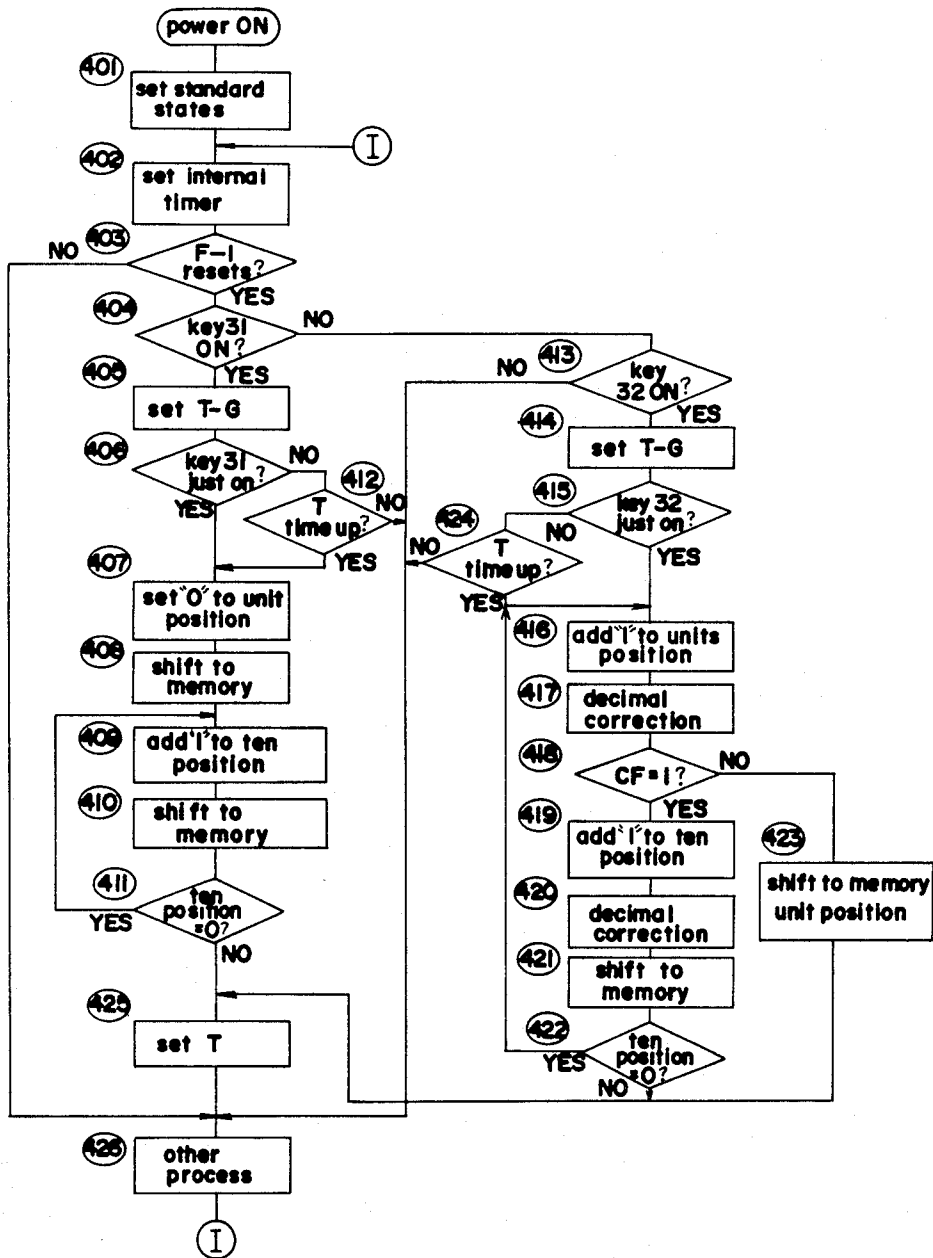 power ON
401
set standard
states
I
402
set internal
timer
403
NO
F-1
resets?
YES
404
key31
ON?
NO
YES
405
set T-G
406
key31
just on?
NO
YES
412
T
time up?
NO
YES
407
set "0" to unit
position
408
shift to
memory
409
add "1" to ten
position
410
shift to
memory
411
ten
position
=0?
YES
NO
425
set T
426
other
process
I
413
NO
key
32 ON?
YES
414
set T-G
415
key 32
just on?
NO
YES
424
NO
T
time up?
YES
416
add "1" to units
position
417
decimal
correction
418
CF=1?
NO
YES
419
add "1" to ten
position
420
decimal
correction
421
shift to
memory
422
ten
position
=0?
YES
NO
423
shift to memory
unit position